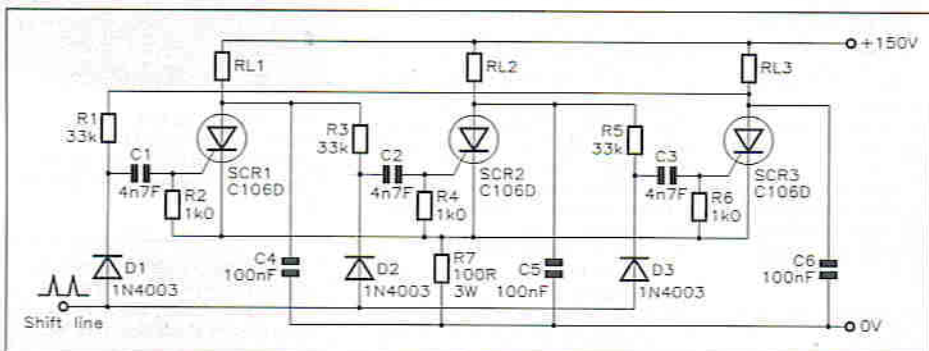 +150V
RL1
RL2
RL3
R1
33k
C1
4n7F
R2
1k0
SCR1
C106D
R3
33k
C2
4n7F
R4
1k0
SCR2
C106D
R5
33k
C3
4n7F
R6
1k0
SCR3
C106D
D1
1N4003
C4
100nF
D2
1N4003
R7
100R
3W
C5
100nF
D3
1N4003
C6
100nF
Shift line
0V